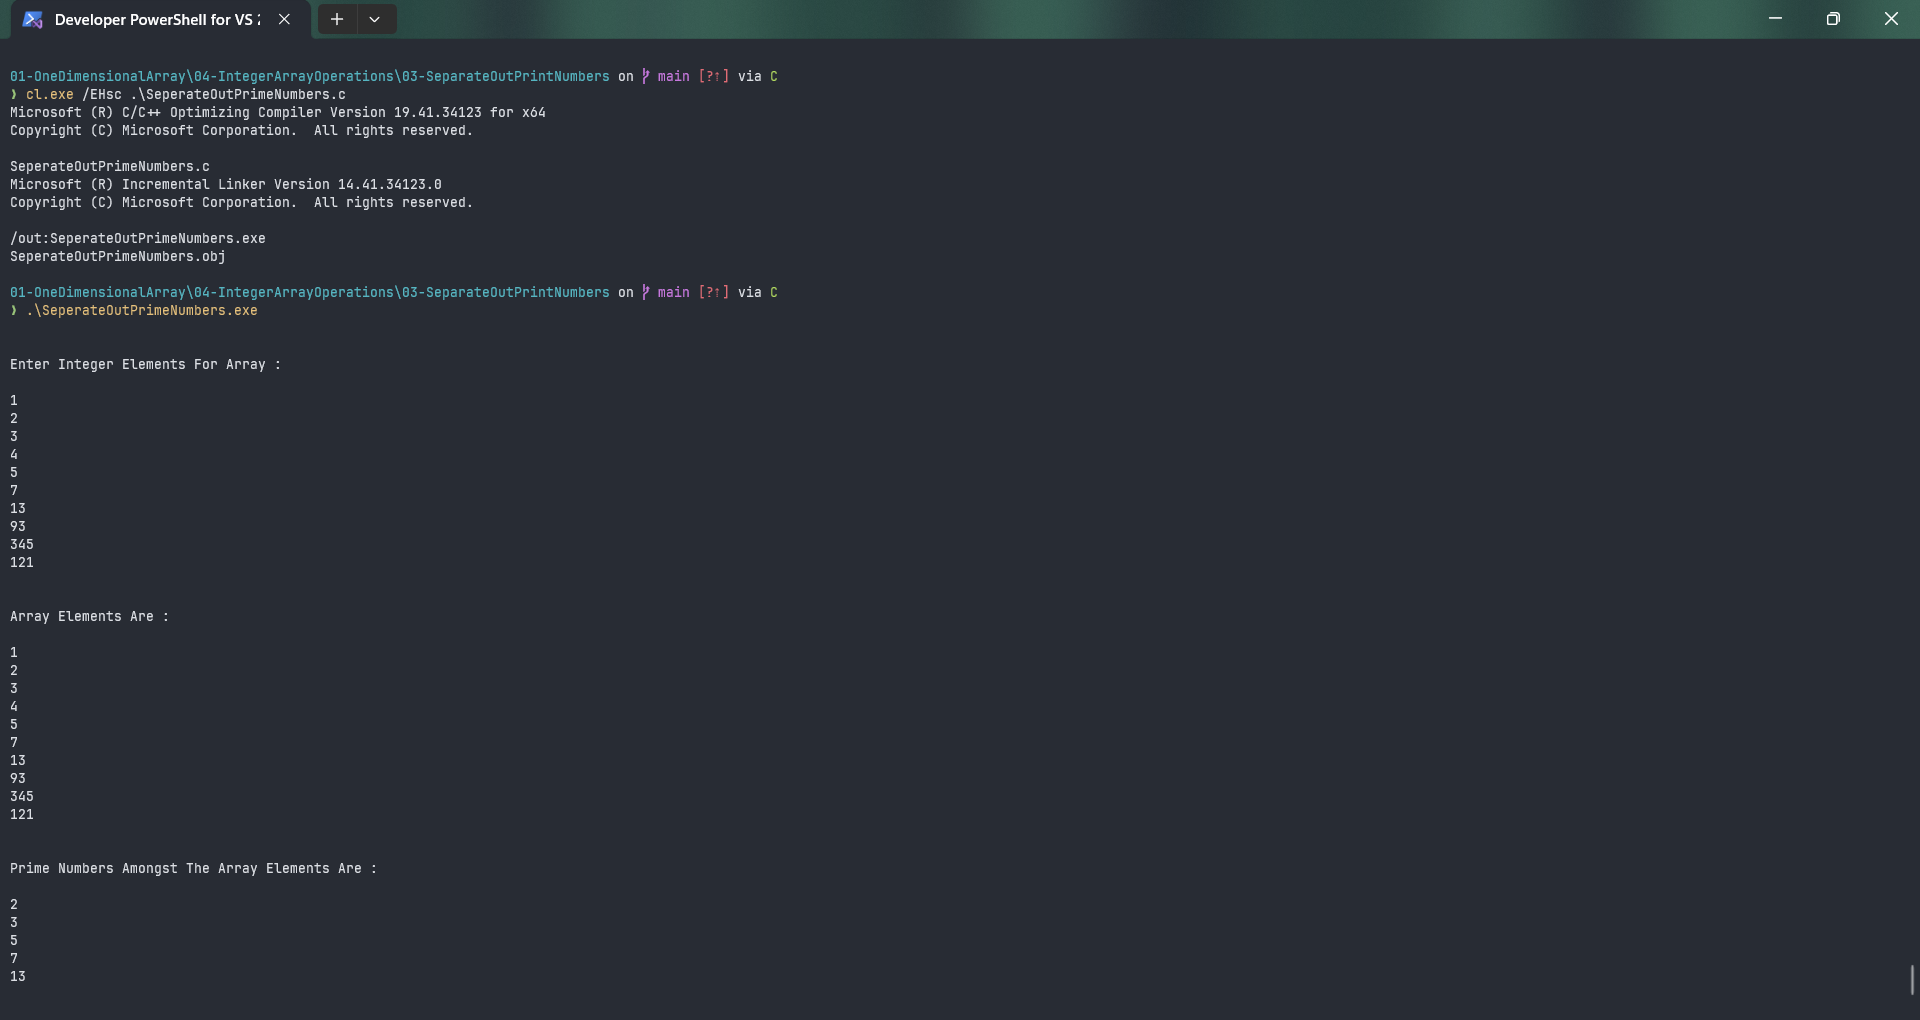 Developer PowerShell for VS 2
01-OneDimensionalArray\04-IntegerArrayOperations\03-SeparateOutPrintNumbers on main [?↑] via C
❯ cl.exe /EHsc .\SeperateOutPrimeNumbers.c
Microsoft (R) C/C++ Optimizing Compiler Version 19.41.34123 for x64
Copyright (C) Microsoft Corporation.  All rights reserved.
SeperateOutPrimeNumbers.c
Microsoft (R) Incremental Linker Version 14.41.34123.0
Copyright (C) Microsoft Corporation.  All rights reserved.
/out:SeperateOutPrimeNumbers.exe
SeperateOutPrimeNumbers.obj
01-OneDimensionalArray\04-IntegerArrayOperations\03-SeparateOutPrintNumbers on main [?↑] via C
❯ .\SeperateOutPrimeNumbers.exe
Enter Integer Elements For Array :
1
2
3
4
5
7
13
93
345
121
Array Elements Are :
1
2
3
4
5
7
13
93
345
121
Prime Numbers Amongst The Array Elements Are :
2
3
5
7
13